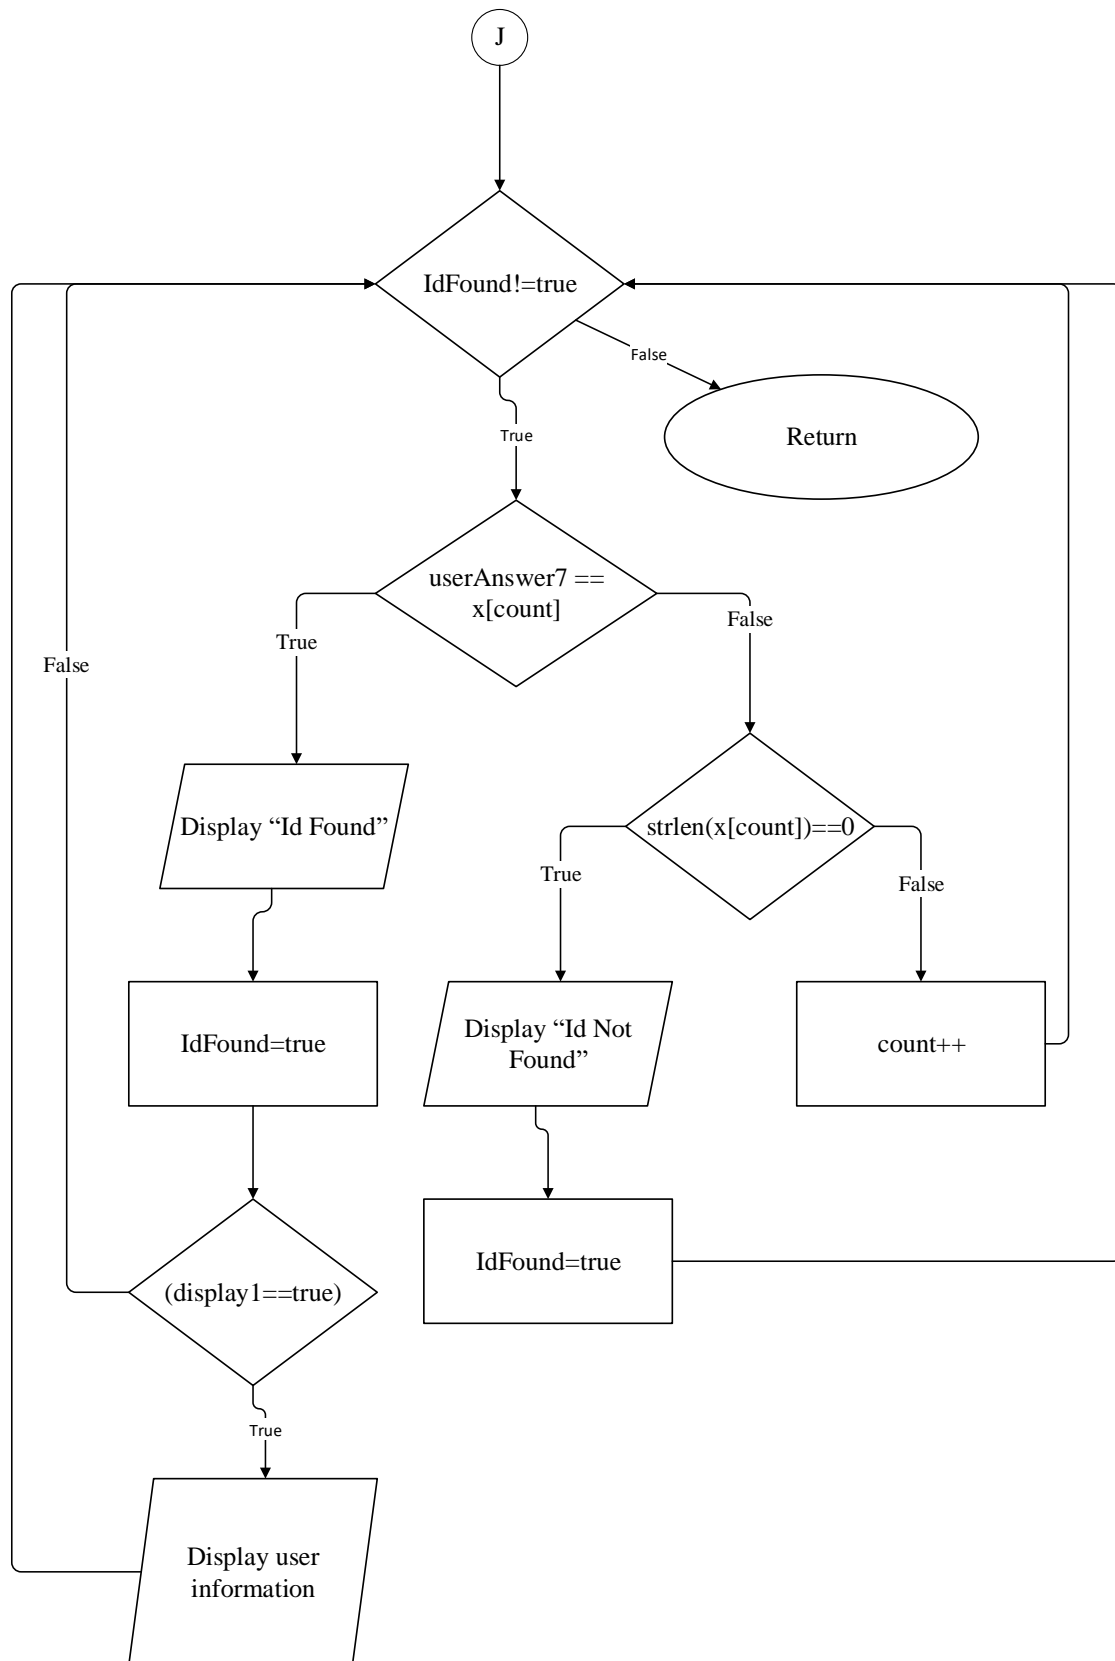 J
IdFound!=true
False
Return
True
userAnswer7 ==
x[count]
True
False
False
Display “Id Found”
strlen(x[count])==0
True
False
IdFound=true
Display “Id Not
Found”
count++
(display1==true)
IdFound=true
True
Display user
information